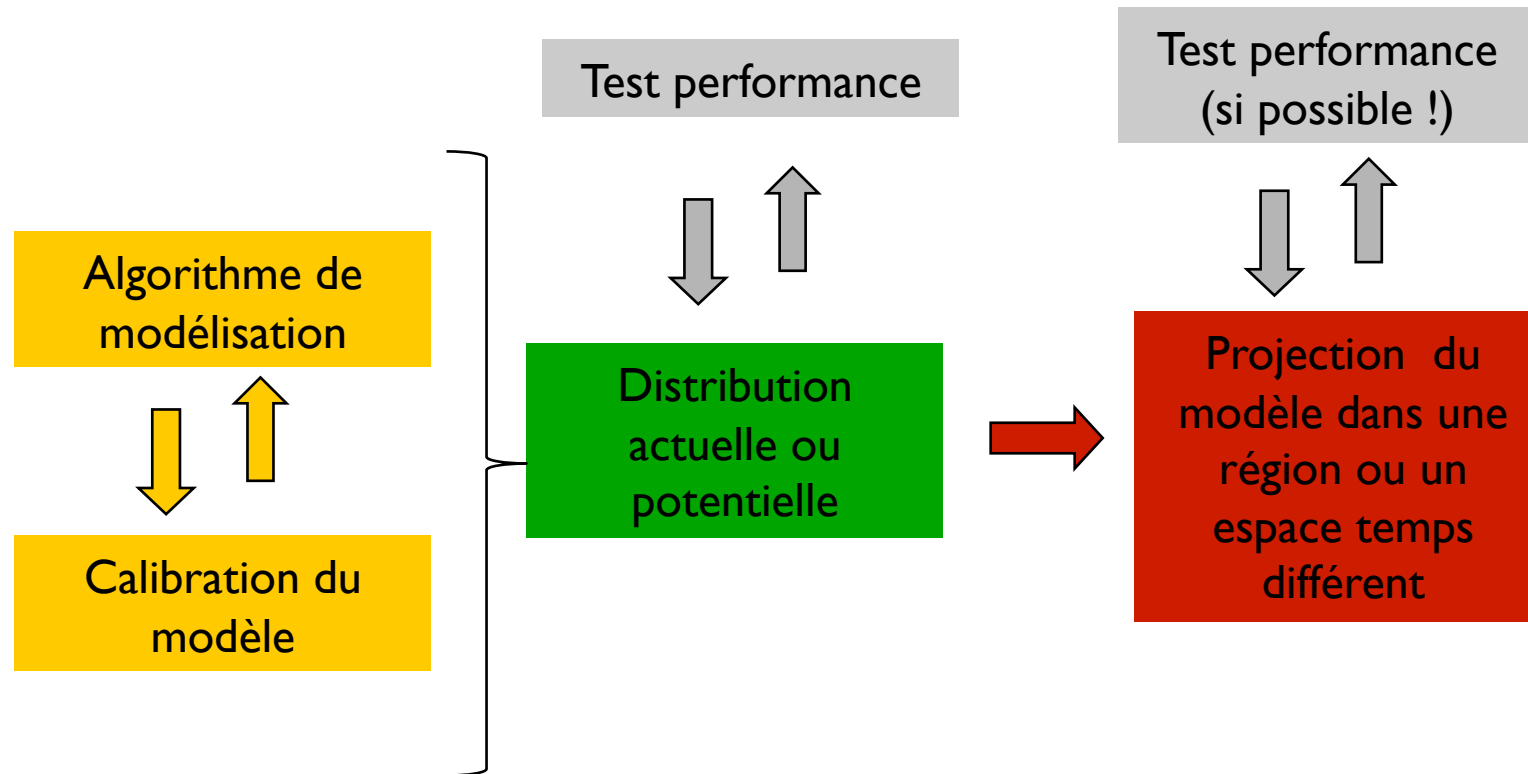 Test performance
Test performance
(si possible !)
Algorithme de
modélisation
Calibration du
modèle
Distribution
actuelle ou
potentielle
Projection du
modèle dans une
région ou un
espace temps
différent